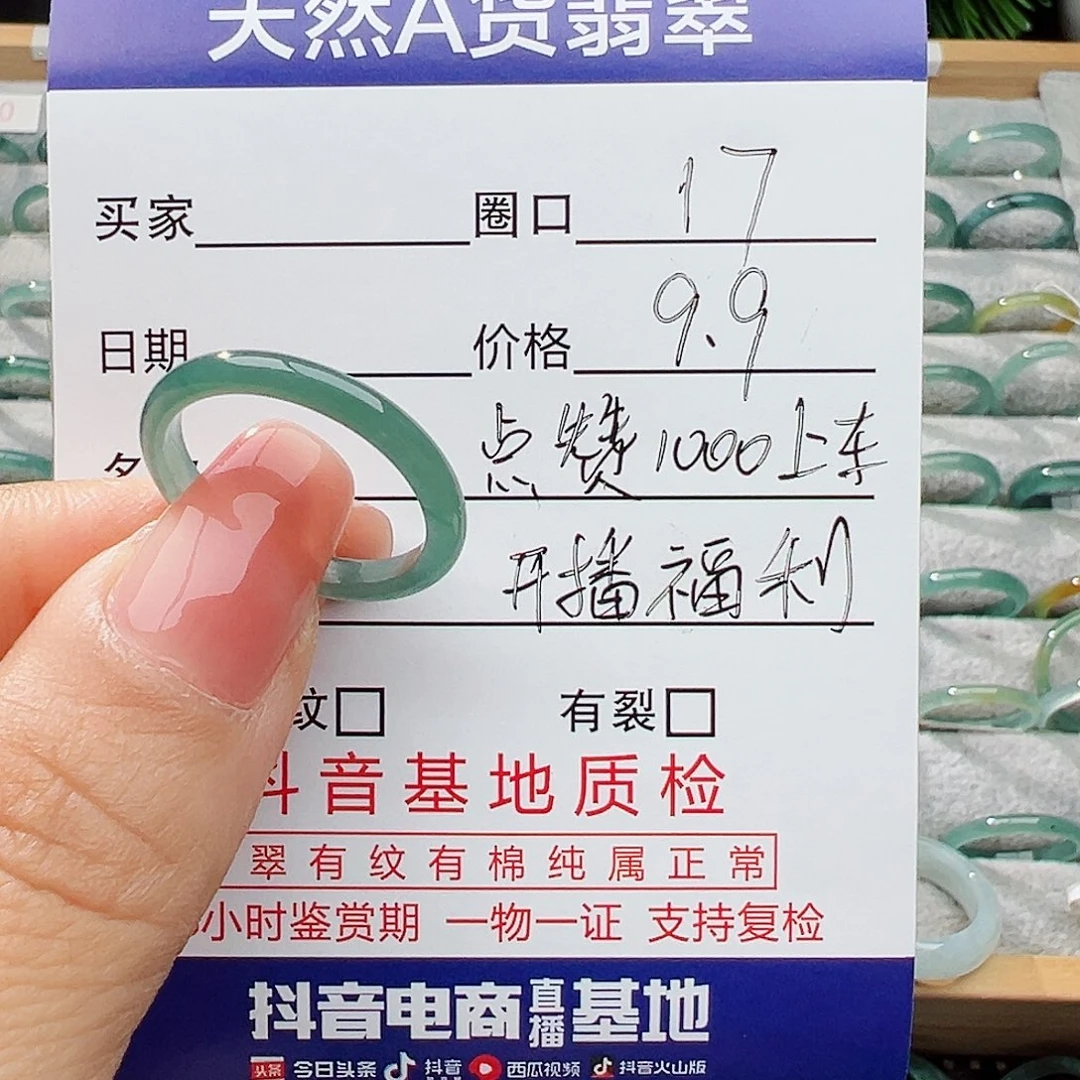 天然A货翡翠
买家 圈口 17
日期 价格 9.9
点赞1000上车
开播福利
纹 有裂
抖音基地质检
翠有纹有棉纯属正常
小时鉴赏期 一物一证 支持复检
抖音电商直播基地
头条 今日头条 抖音 西瓜视频 抖音火山版